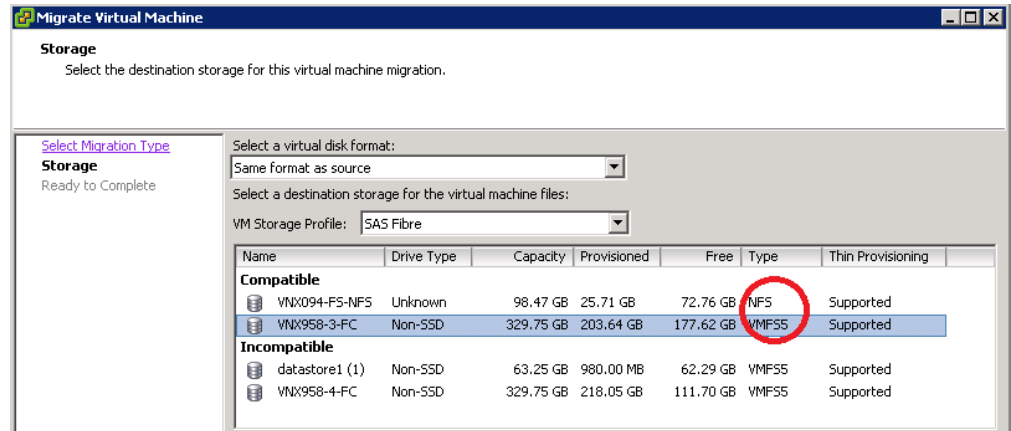 Migrate Virtual Machine
Storage
Select the destination storage for this virtual machine migration.
Select Migration Type
Storage
Ready to Complete
Select a virtual disk format:
Same format as source
Select a destination storage for the virtual machine files:
VM Storage Profile: SAS Fibre
Name Drive Type Capacity Provisioned Free Type Thin Provisioning
Compatible
VNX094-FS-NFS Unknown 98.47 GB 25.71 GB 72.76 GB NFS Supported
VNX958-3-FC Non-SSD 329.75 GB 203.64 GB 177.62 GB VMFS5 Supported
Incompatible
datastore1 (1) Non-SSD 63.25 GB 980.00 MB 62.29 GB VMFS5 Supported
VNX958-4-FC Non-SSD 329.75 GB 218.05 GB 111.70 GB VMFS5 Supported